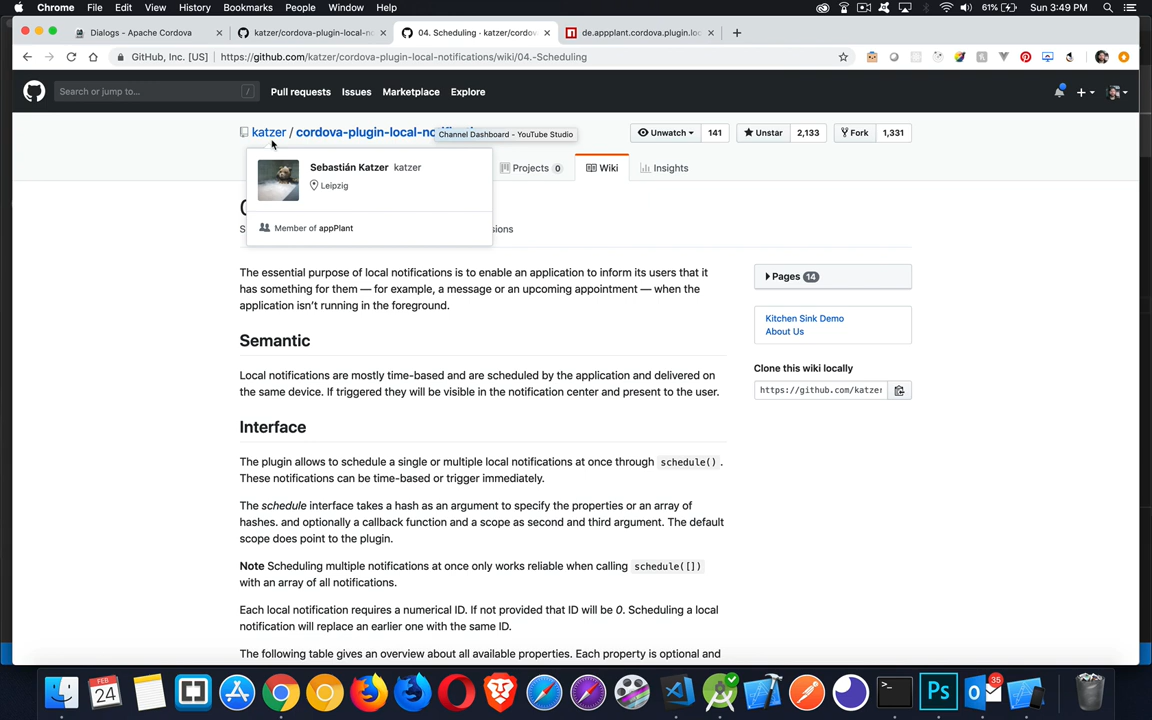 Chrome File Edit View History Bookmarks People Window Help 61% Sun 3:49 PM
Dialogs - Apache Cordova
katzer/cordova-plugin-local-no
04. Scheduling · katzer/cordov
de.appplant.cordova.plugin.loc
GitHub, Inc. [US] https://github.com/katzer/cordova-plugin-local-notifications/wiki/04.-Scheduling
Search or jump to... /
Pull requests Issues Marketplace Explore
katzer / cordova-plugin-local-no
Channel Dashboard - YouTube Studio
Unwatch 141 Unstar 2,133 Fork 1,331
Sebastián Katzer katzer
Leipzig
Member of appPlant
Projects 0 Wiki Insights
The essential purpose of local notifications is to enable an application to inform its users that it
has something for them — for example, a message or an upcoming appointment — when the
application isn't running in the foreground.
Semantic
Local notifications are mostly time-based and are scheduled by the application and delivered on
the same device. If triggered they will be visible in the notification center and present to the user.
Interface
The plugin allows to schedule a single or multiple local notifications at once through schedule() .
These notifications can be time-based or trigger immediately.
The schedule interface takes a hash as an argument to specify the properties or an array of
hashes. and optionally a callback function and a scope as second and third argument. The default
scope does point to the plugin.
Note Scheduling multiple notifications at once only works reliable when calling schedule([])
with an array of all notifications.
Each local notification requires a numerical ID. If not provided that ID will be 0. Scheduling a local
notification will replace an earlier one with the same ID.
The following table gives an overview about all available properties. Each property is optional and
Pages 14
Kitchen Sink Demo
About Us
Clone this wiki locally
https://github.com/katzer
FEB
24
Ps
35